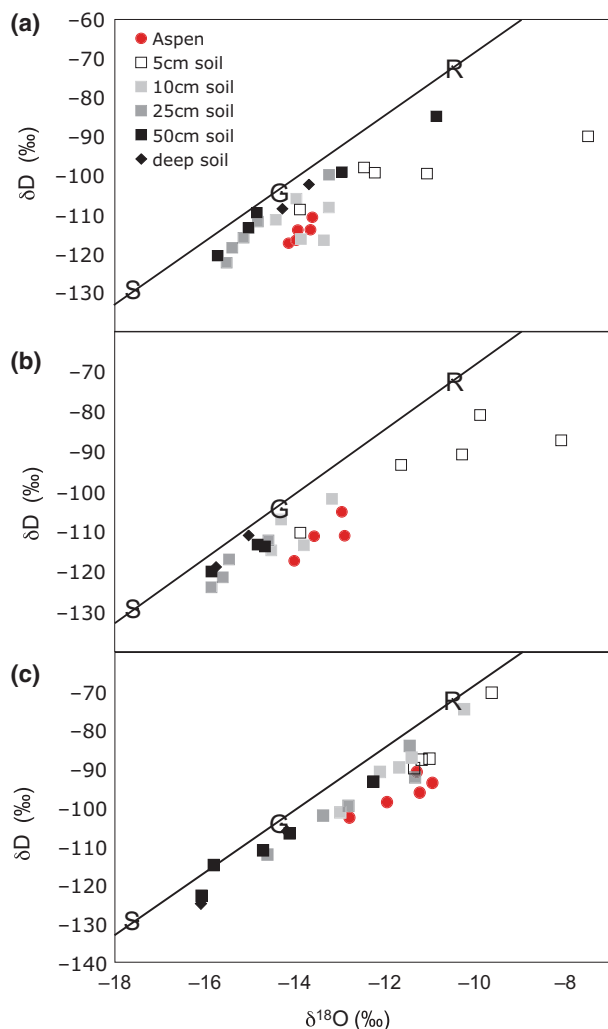 (a)
−60
−70
−80
−90
−100
−110
−120
−130
δD (‰)
Aspen
5cm soil
10cm soil
25cm soil
50cm soil
deep soil
R
G
S
(b)
−70
−80
−90
−100
−110
−120
−130
δD (‰)
R
G
S
(c)
−70
−80
−90
−100
−110
−120
−130
−140
δD (‰)
R
G
S
−18 −16 −14 −12 −10 −8
δ¹⁸O (‰)